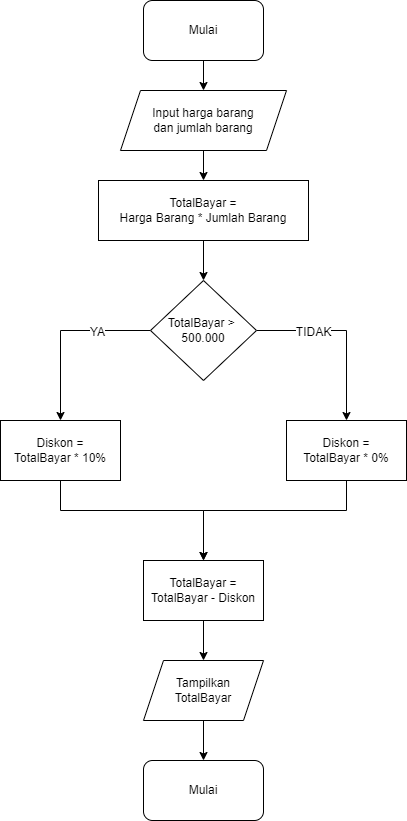 Mulai
Input harga barang
dan jumlah barang
TotalBayar =
Harga Barang * Jumlah Barang
TotalBayar >
500.000
YA
TIDAK
Diskon =
TotalBayar * 10%
Diskon =
TotalBayar * 0%
TotalBayar =
TotalBayar - Diskon
Tampilkan
TotalBayar
Mulai